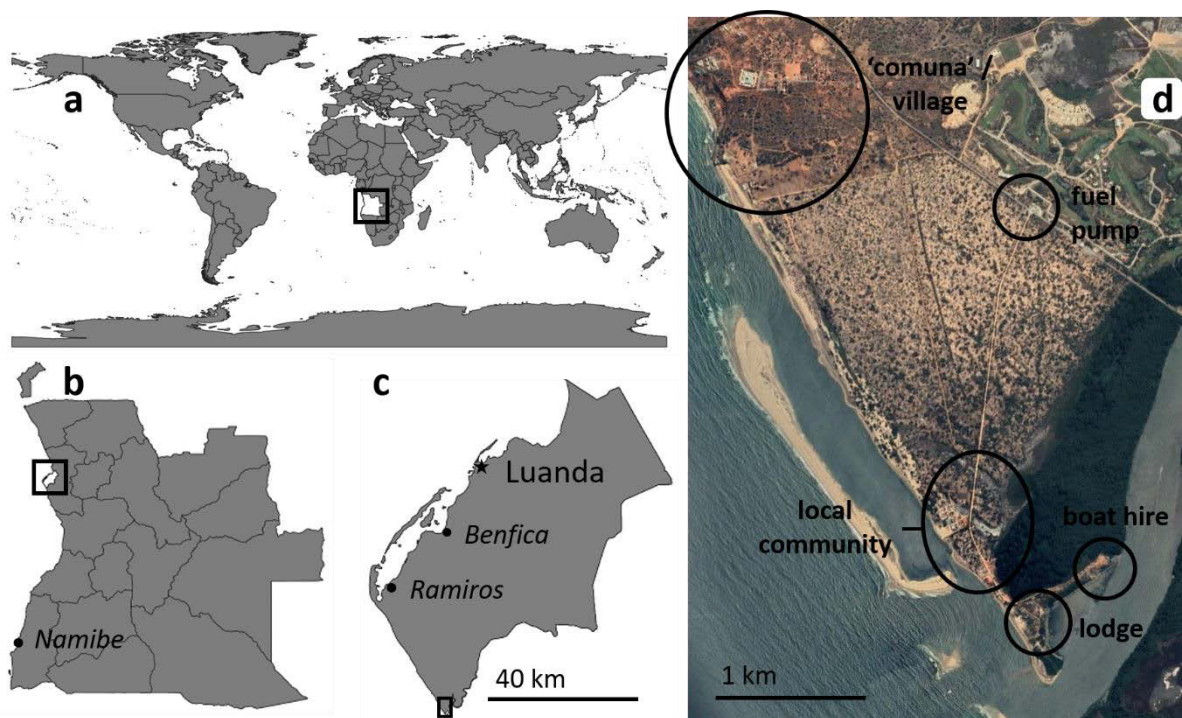 a
b
Namibe
c
Luanda
Benfica
Ramiros
40 km
d
'comuna' /
village
fuel
pump
local
community
boat hire
lodge
1 km